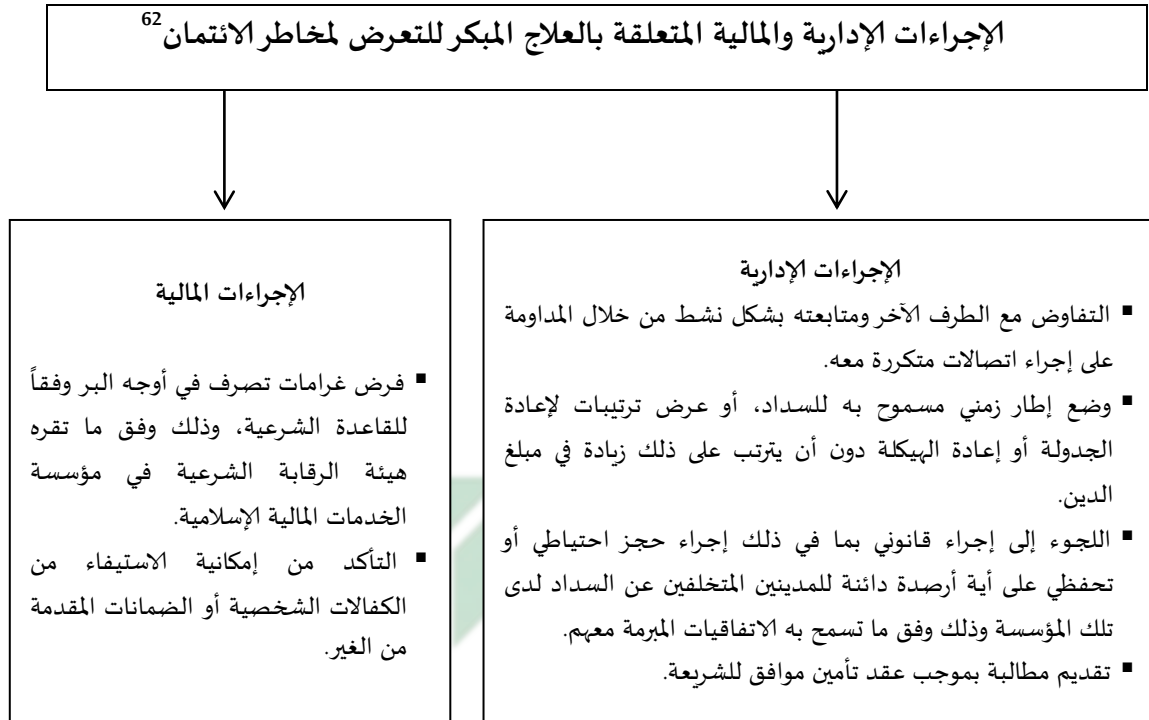 الإجراءات الإدارية والمالية المتعلقة بالعلاج المبكر للتعرض لمخاطر الائتمان62
الإجراءات الإدارية
▪ التفاوض مع الطرف الآخر ومتابعته بشكل نشط من خلال المداومة
على إجراء اتصالات متكررة معه.
▪ وضع إطار زمني مسموح به للسداد، أو عرض ترتيبات لإعادة
الجدولة أو إعادة الهيكلة دون أن يترتب على ذلك زيادة في مبلغ
الدين.
▪ اللجوء إلى إجراء قانوني بما في ذلك إجراء حجز احتياطي أو
تحفظي على أية أرصدة دائنة للمدينين المتخلفين عن السداد لدى
تلك المؤسسة وذلك وفق ما تسمح به الاتفاقيات المبرمة معهم.
▪ تقديم مطالبة بموجب عقد تأمين موافق للشريعة.
الإجراءات المالية
▪ فرض غرامات تصرف في أوجه البر وفقاً
للقاعدة الشرعية، وذلك وفق ما تقره
هيئة الرقابة الشرعية في مؤسسة
الخدمات المالية الإسلامية.
▪ التأكد من إمكانية الاستيفاء من
الكفالات الشخصية أو الضمانات المقدمة
من الغير.